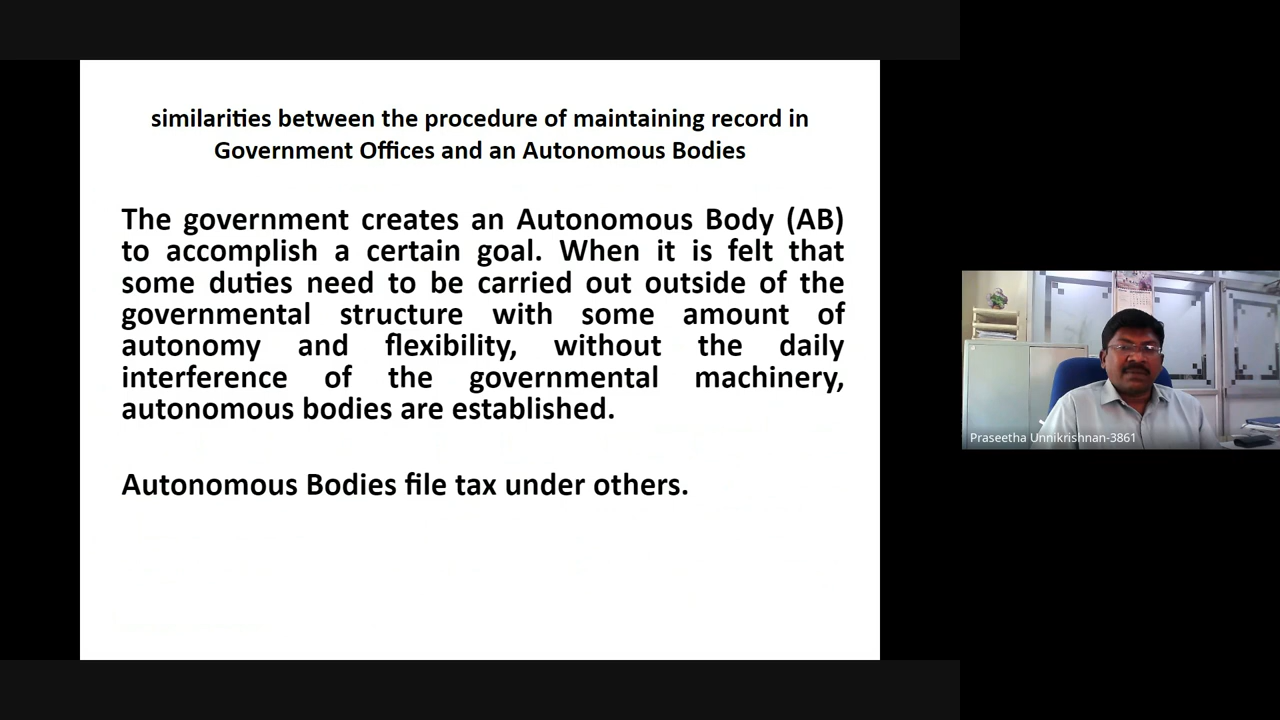 similarities between the procedure of maintaining record in
Government Offices and an Autonomous Bodies
The government creates an Autonomous Body (AB)
to accomplish a certain goal. When it is felt that
some duties need to be carried out outside of the
governmental structure with some amount of
autonomy and flexibility, without the daily
interference of the governmental machinery,
autonomous bodies are established.
Autonomous Bodies file tax under others.
Praseetha Unnikrishnan-3861